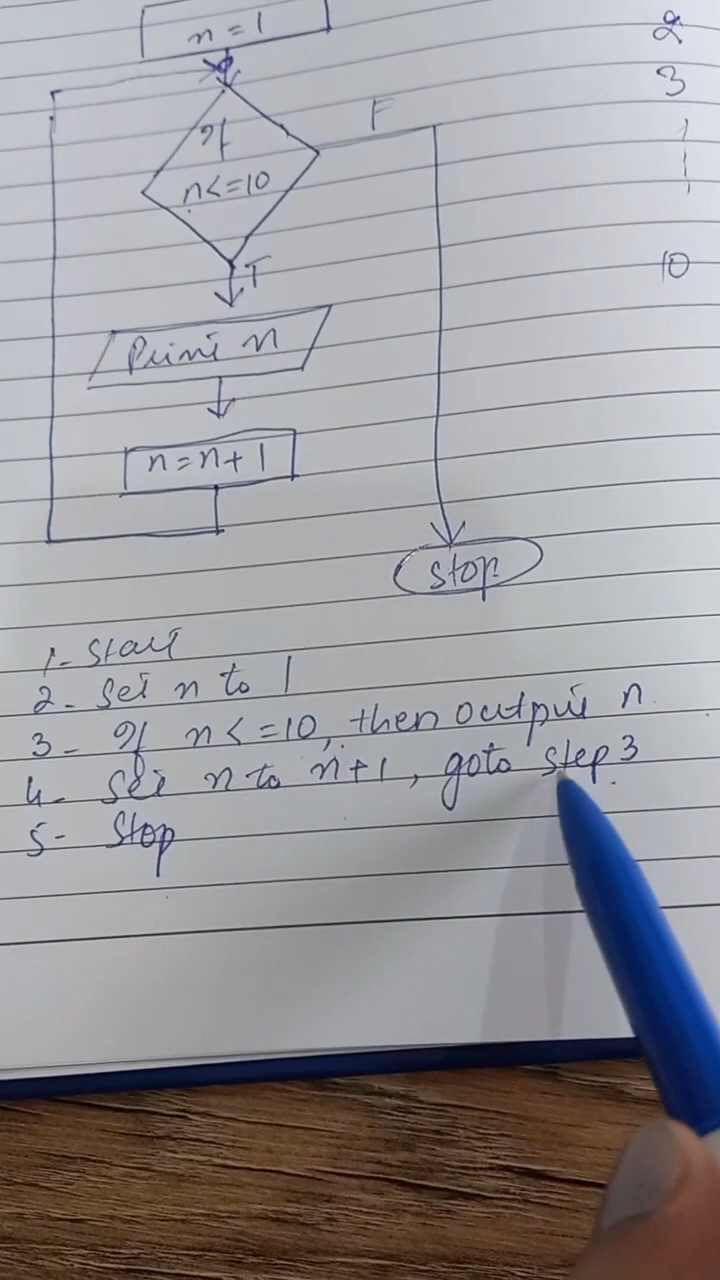 n=1
2
3
F
If
n<=10
10
T
Print n
n=n+1
stop
1- Start
2- Set n to 1
3- If n<=10, then output n
4- Set n to n+1, goto step 3
5- Stop